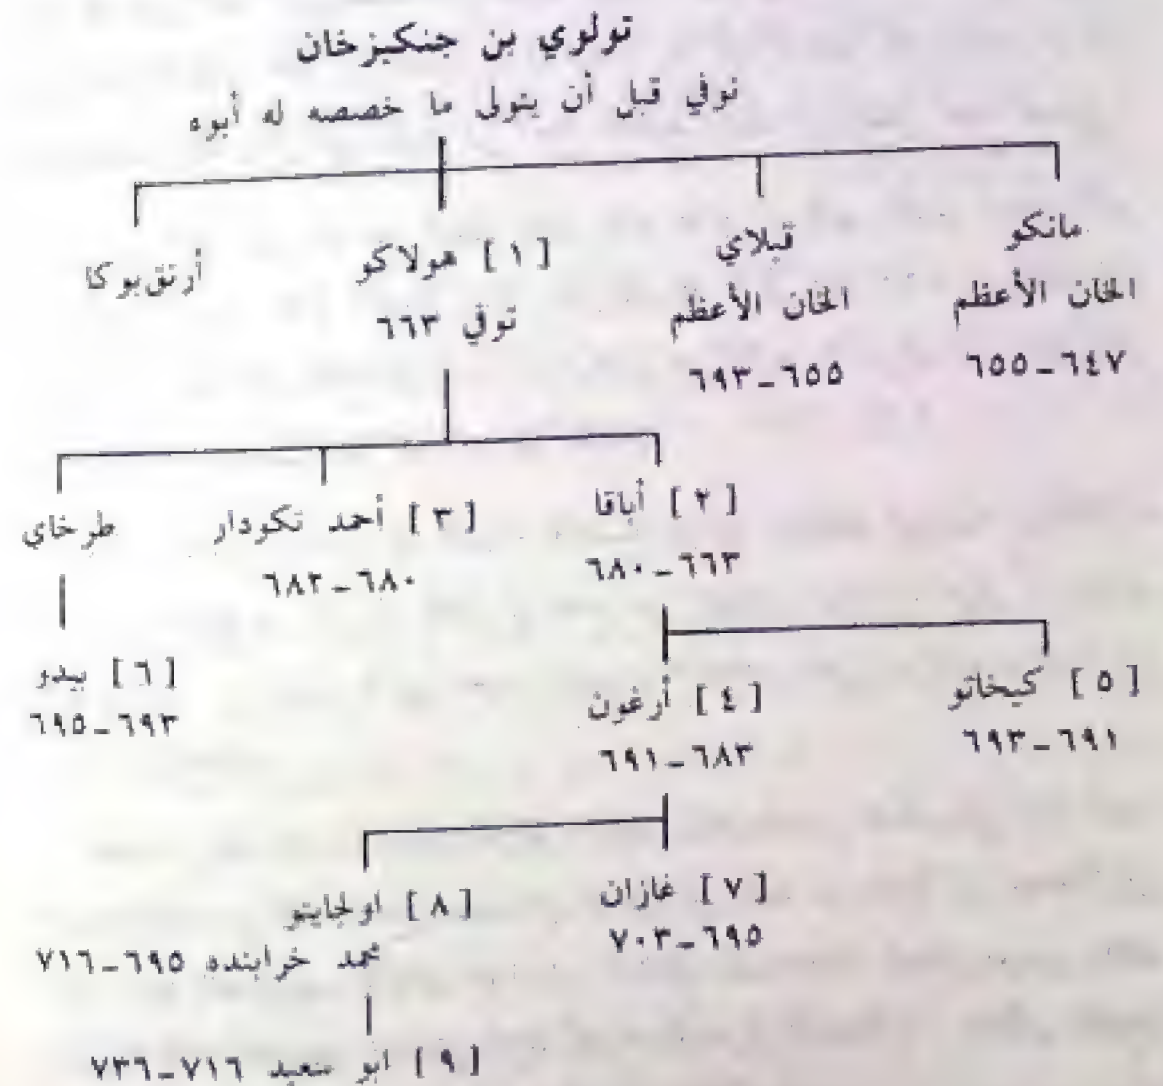 تولوي بن جنكيزخان
توفي قبل أن يتولى ما خصصه له أبوه
مانكو
الخان الأعظم
٦٤٧-٦٥٥
قبلاي
الخان الأعظم
٦٥٥-٦٩٣
[١] هولاكو
توفي ٦٦٣
أرتق بوكا
[٢] أباقا
٦٦٣-٦٨٠
[٣] أحمد تكودار
٦٨٠-٦٨٣
طرخاي
[٥] كيخاتو
٦٩١-٦٩٣
[٤] أرغون
٦٨٣-٦٩١
[٦] بيدو
٦٩٣-٦٩٥
[٧] غازان
٦٩٥-٧٠٣
[٨] اولجايتو
محمد خرابنده ٦٩٥-٧١٦
[٩] ابو سعيد ٧١٦-٧٣٦